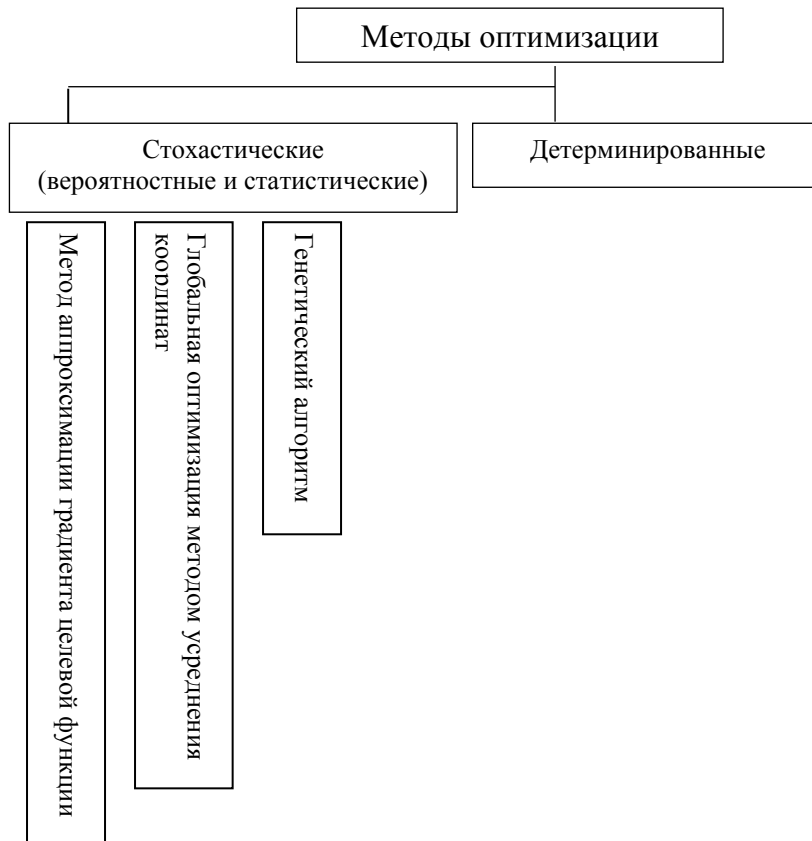 Методы оптимизации
Стохастические
(вероятностные и статистические)
Детерминированные
Метод аппроксимации градиента целевой функции
Глобальная оптимизация методом усреднения
координат
Генетический алгоритм